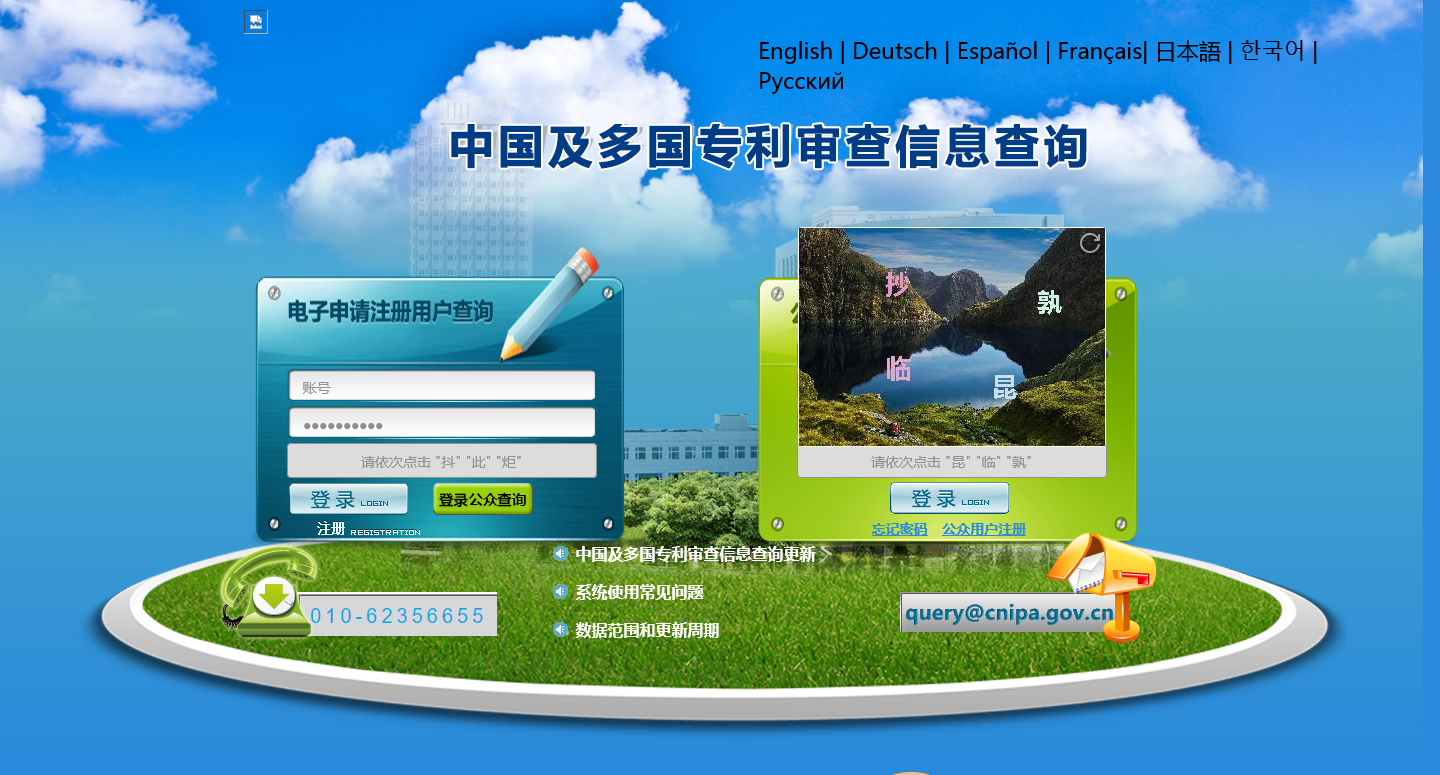 English | Deutsch | Español | Français| 日本語 | 한국어 |
Русский
中国及多国专利审查信息查询
电子申请注册用户查询
账号
请依次点击 "抖" "此" "炬"
登录 LOGIN
登录公众查询
注册 REGISTRATION
抄
孰
临
昆
请依次点击 "昆" "临" "孰"
登录 LOGIN
忘记密码 公众用户注册
中国及多国专利审查信息查询更新
系统使用常见问题
数据范围和更新周期
010-62356655
query@cnipa.gov.cn